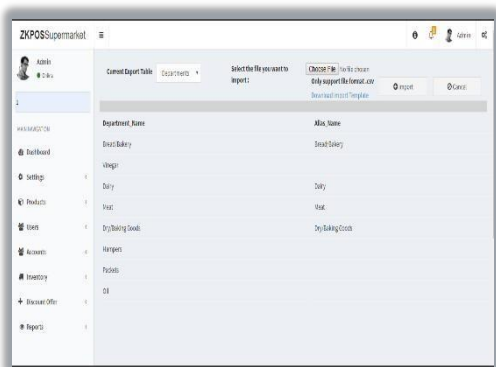 ZKPOSSupermarket
Admin
Admin
Online
MAIN NAVIGATION
Dashboard
Settings
Products
Users
Accounts
Inventory
Discount Offer
Reports
Current Export Table
Departments
Select the file you want to
import :
Choose File No file chosen
Only support file format .csv
Download Import Template
Import
Cancel
Department_Name
Alias_Name
Bread/Bakery
Bread/Bakery
Vinegar
Dairy
Dairy
Meat
Meat
Dry/Baking Goods
Dry/Baking Goods
Hampers
Packets
Oil